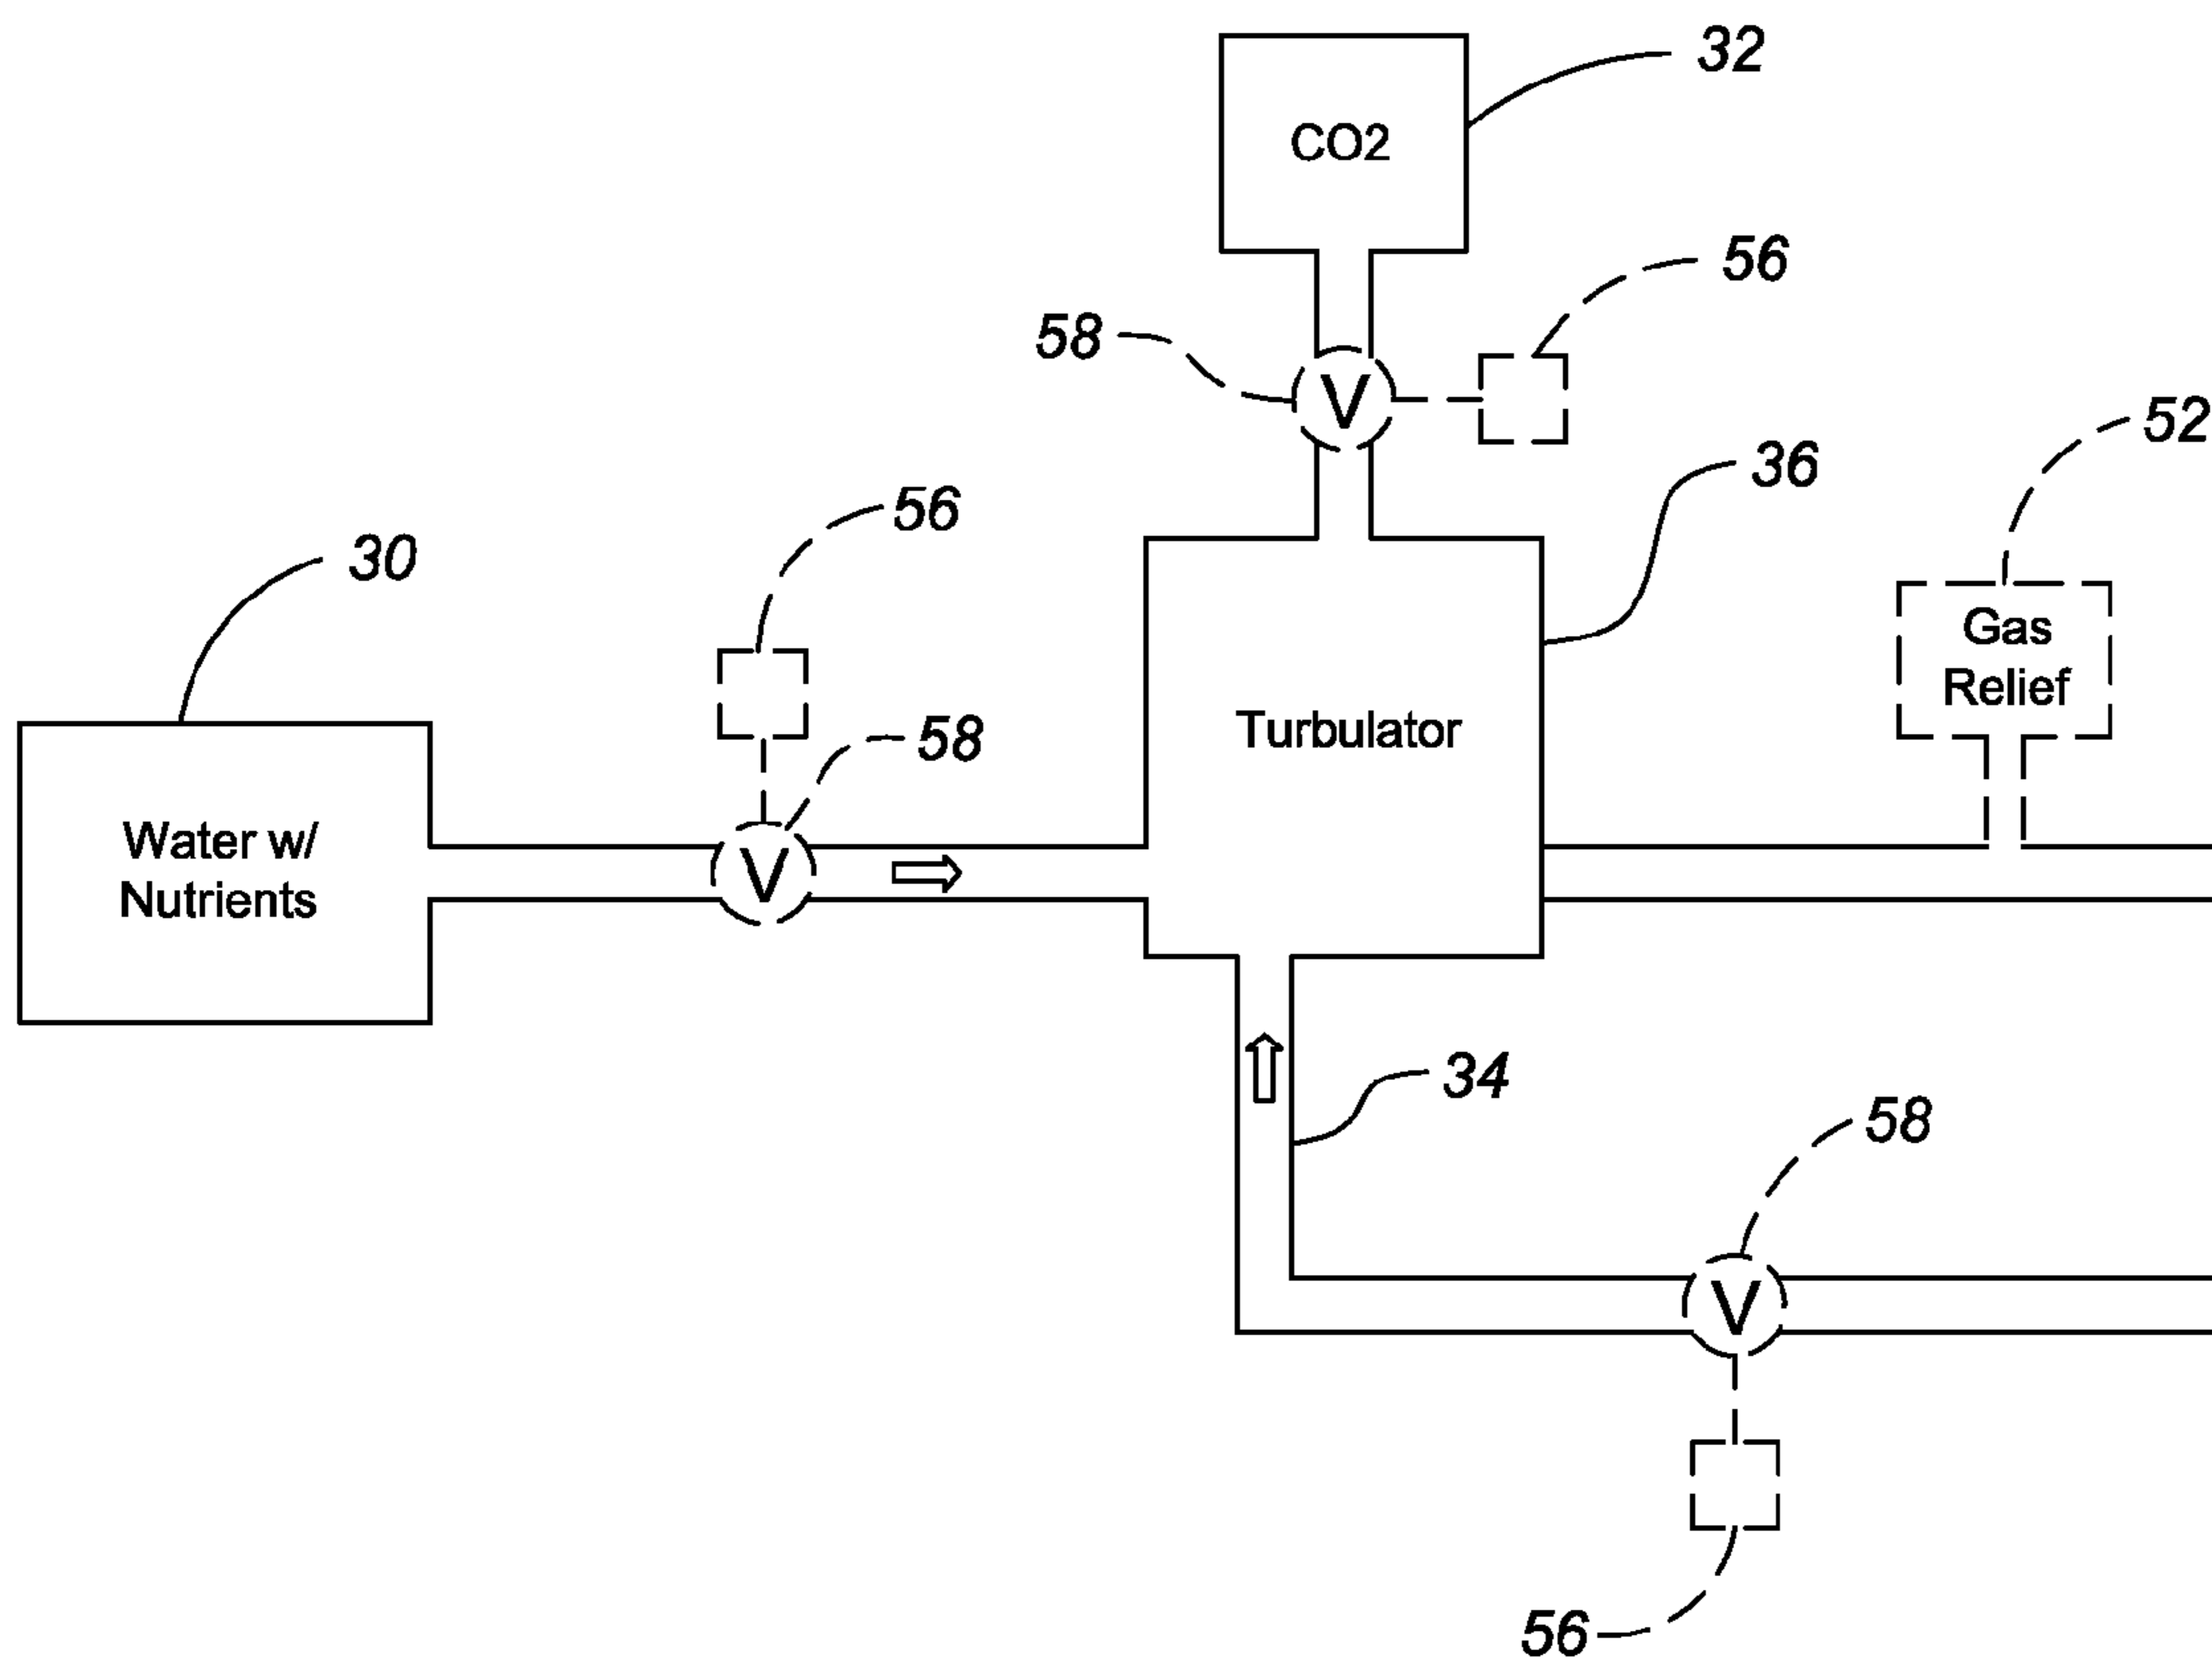 32
CO2
56
58
52
36
56
30
Gas
Relief
58
V
Turbulator
Water w/
Nutrients
V
34
58
V
56